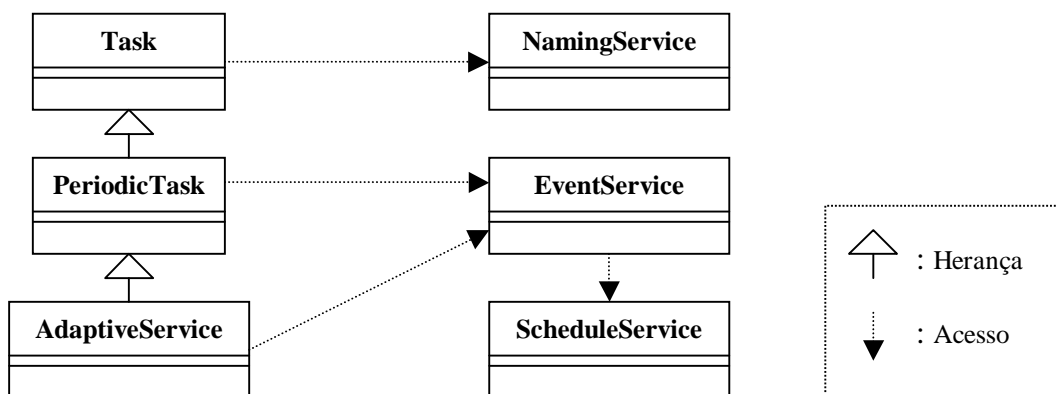 Task
NamingService
PeriodicTask
EventService
AdaptiveService
ScheduleService
: Herança
: Acesso